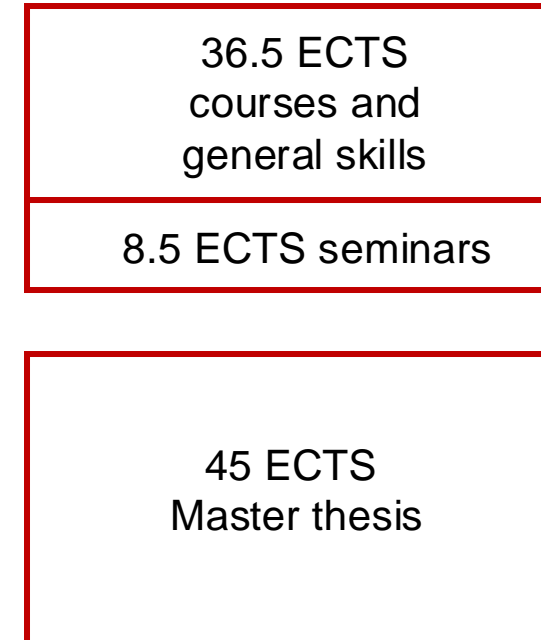 36.5 ECTS
courses and
general skills
8.5 ECTS seminars
45 ECTS
Master thesis